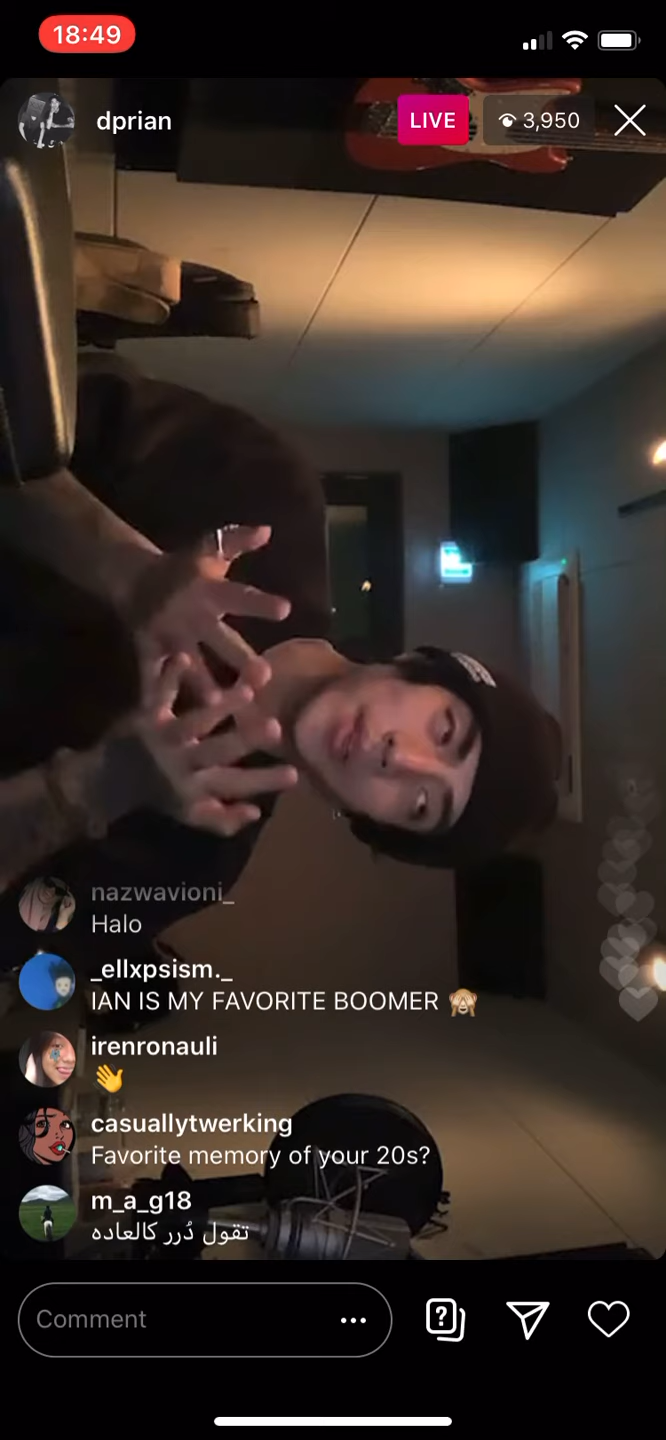 18:49
dprian
LIVE
3,950
nazwavioni_
Halo
_ellxpsism._
IAN IS MY FAVORITE BOOMER 🙈
irenronauli
👋
casuallytwerking
Favorite memory of your 20s?
m_a_g18
تقول دُرر كالعاده
Comment